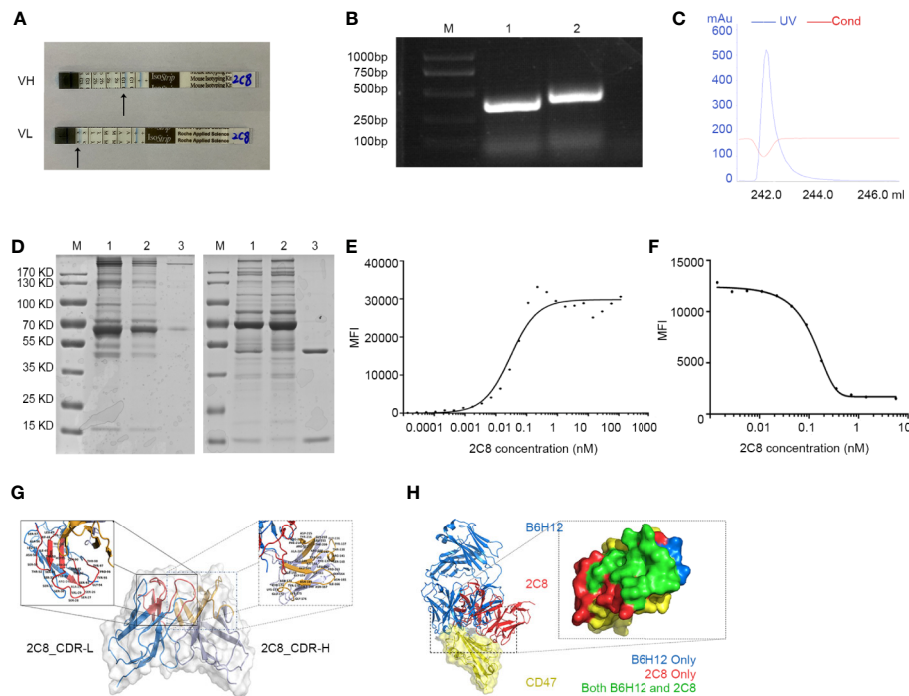 A
VH
IsoStrip
Mouse Isotyping Kit
2C8
VL
IsoStrip
Roche Applied Science
2C8
B
M 1 2
1000bp
750bp
500bp
250bp
100bp
C
mAu
UV
Cond
600
500
400
300
200
100
0
242.0 244.0 246.0 ml
D
M 1 2 3
M 1 2 3
170 KD
130 KD
100 KD
70 KD
55 KD
35 KD
25 KD
15 KD
E
MFI
40000
30000
20000
10000
0
0.0001 0.001 0.01 0.1 1 10 100 1000
2C8 concentration (nM)
F
MFI
15000
10000
5000
0
0.01 0.1 1 10
2C8 concentration (nM)
G
2C8_CDR-L
2C8_CDR-H
H
B6H12
2C8
CD47
B6H12 Only
2C8 Only
Both B6H12 and 2C8